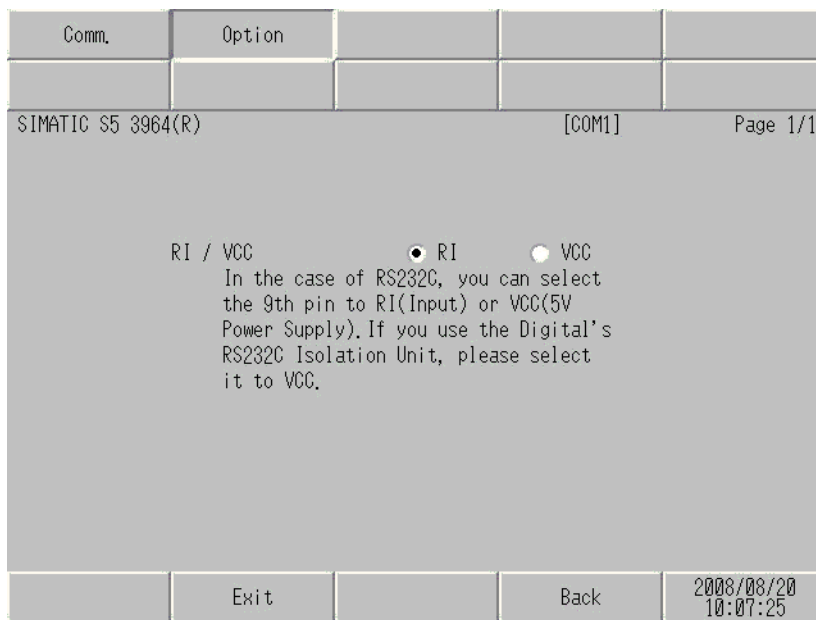 Comm. Option
SIMATIC S5 3964(R) [COM1] Page 1/1
RI / VCC RI VCC
In the case of RS232C, you can select
the 9th pin to RI(Input) or VCC(5V
Power Supply).If you use the Digital's
RS232C Isolation Unit, please select
it to VCC.
Exit Back 2008/08/20
10:07:25